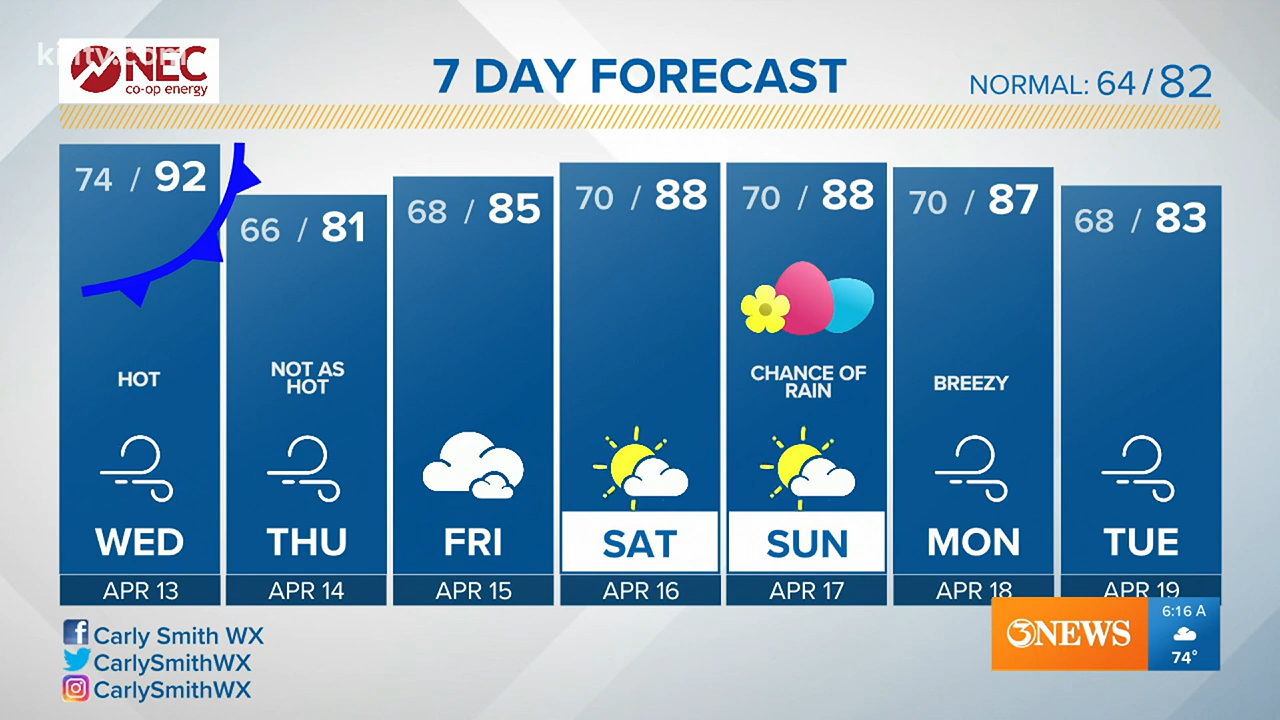 kiiitv.com
NEC
co-op energy
7 DAY FORECAST
NORMAL: 64/82
74 / 92
66 / 81
68 / 85
70 / 88
70 / 88
70 / 87
68 / 83
HOT
NOT AS
HOT
CHANCE OF
RAIN
BREEZY
WED
THU
FRI
SAT
SUN
MON
TUE
APR 13
APR 14
APR 15
APR 16
APR 17
APR 18
APR 19
Carly Smith WX
CarlySmithWX
CarlySmithWX
3NEWS
6:16 A
74°